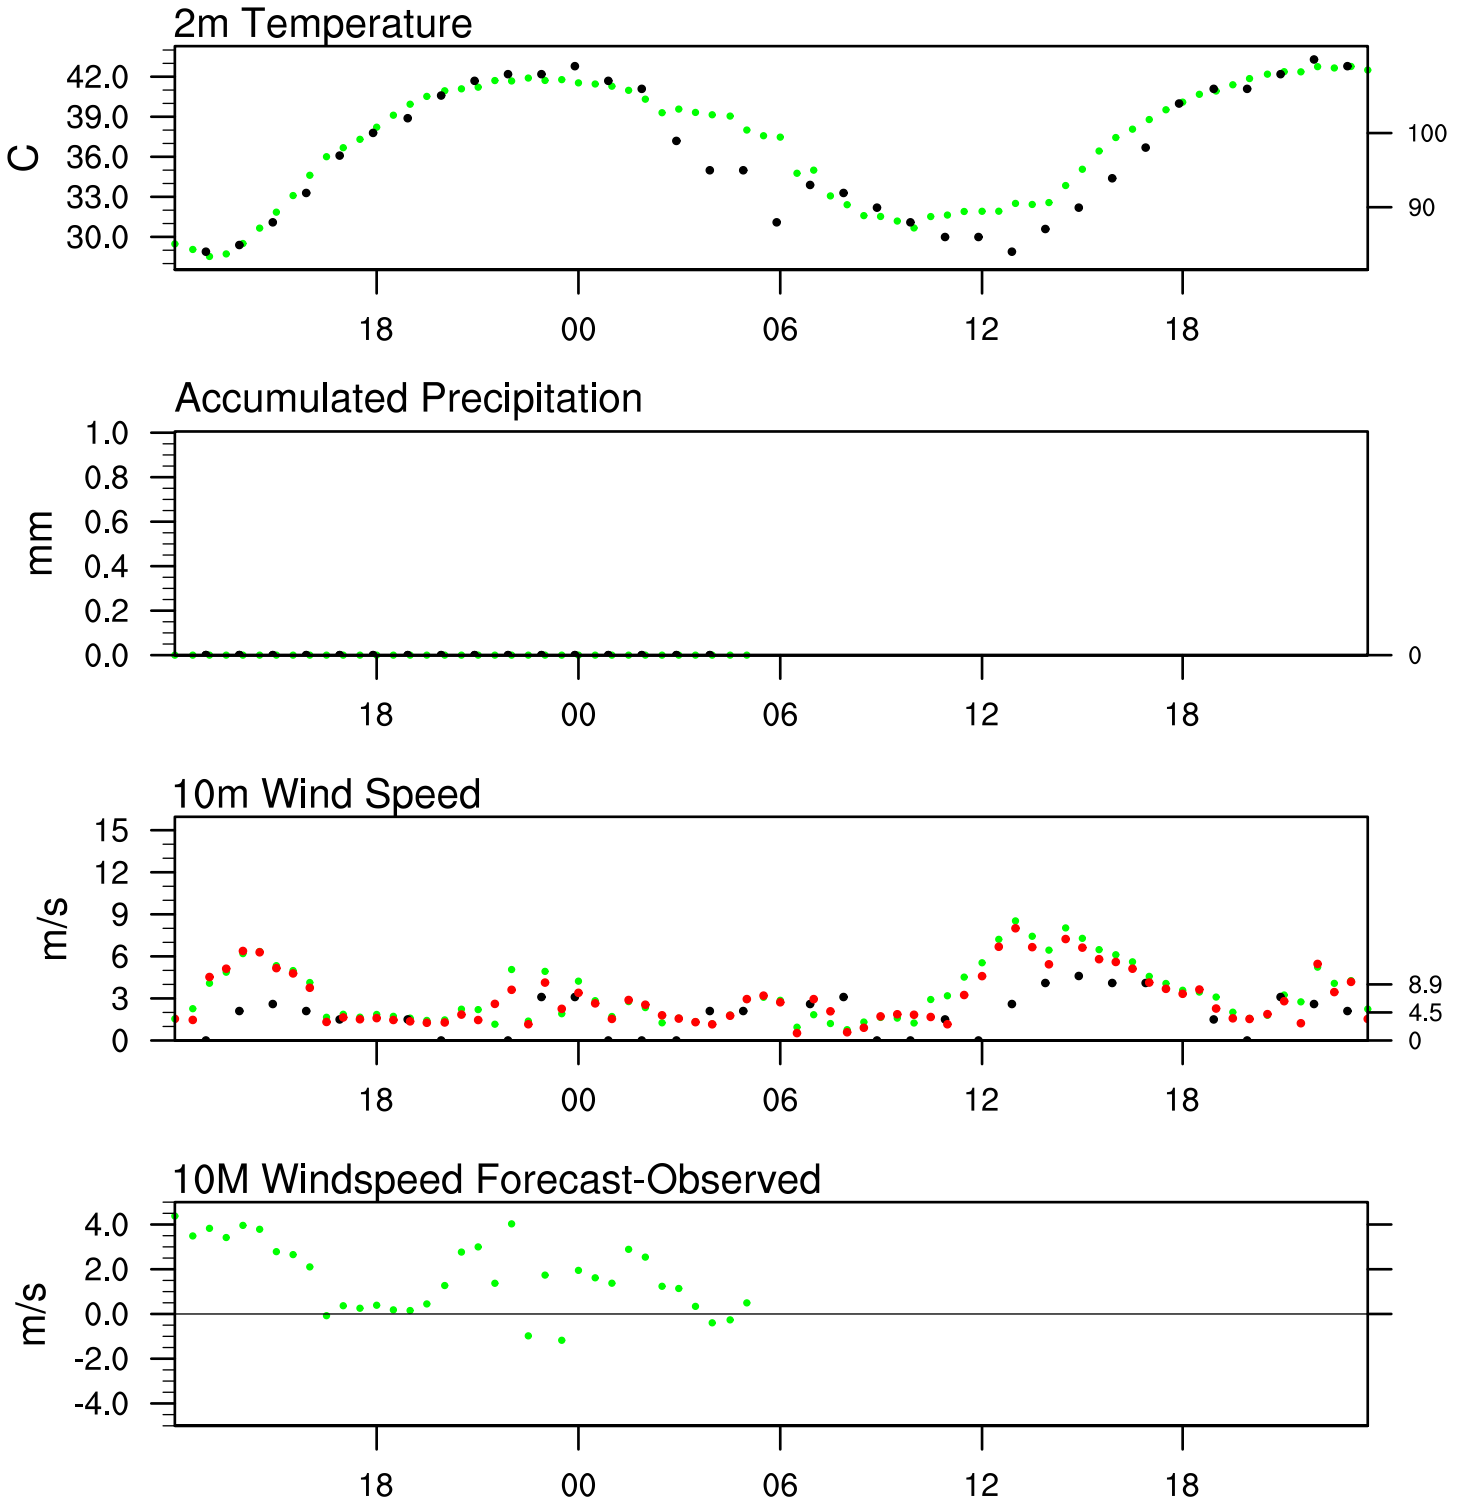 2m Temperature
42.0
39.0
36.0
33.0
30.0
C
100
90
18 00 06 12 18
Accumulated Precipitation
1.0
0.8
0.6
0.4
0.2
0.0
mm
0
18 00 06 12 18
10m Wind Speed
15
12
9
6
3
0
m/s
8.9
4.5
0
18 00 06 12 18
10M Windspeed Forecast-Observed
4.0
2.0
0.0
-2.0
-4.0
m/s
18 00 06 12 18